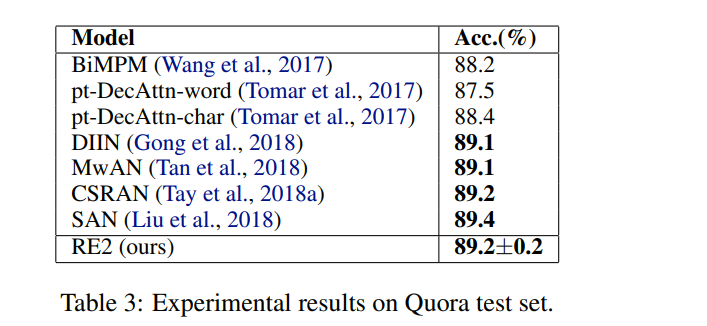 Model Acc.(%)
BiMPM (Wang et al., 2017) 88.2
pt-DecAttn-word (Tomar et al., 2017) 87.5
pt-DecAttn-char (Tomar et al., 2017) 88.4
DIIN (Gong et al., 2018) 89.1
MwAN (Tan et al., 2018) 89.1
CSRAN (Tay et al., 2018a) 89.2
SAN (Liu et al., 2018) 89.4
RE2 (ours) 89.2±0.2
Table 3: Experimental results on Quora test set.